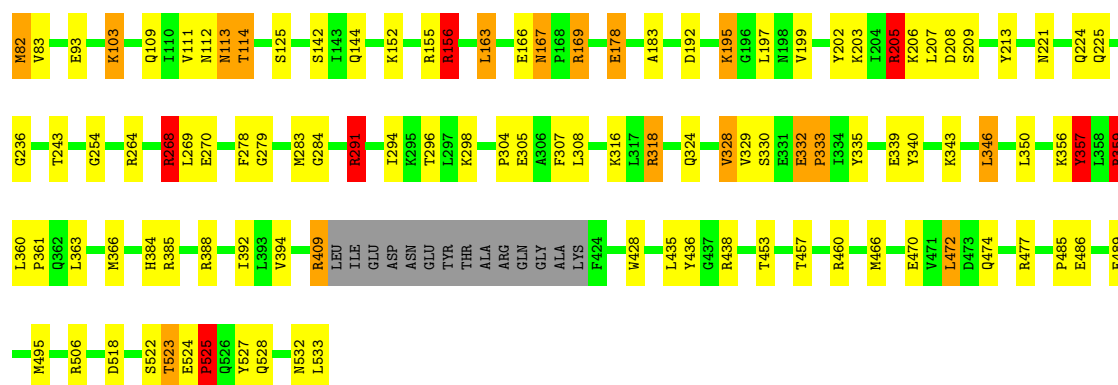 M82 V83 E93 K103 Q109 I110 V111 N112 N113 T114 S125 S142 I143 Q144 K152 R155 R156 L163 E166 N167 P168 R169 E178 A183 D192 K195 G196 L197 N198 V199 Y202 K203 I204 R205 K206 L207 D208 S209 Y213 N221 Q224 Q225
G236 T243 G254 R264 R268 L269 E270 F278 G279 M283 G284 R291 I294 K295 T296 L297 K298 P304 E305 A306 F307 L308 K316 L317 R318 Q324 V328 V329 S330 E331 E332 P333 I334 Y335 E339 Y340 K343 L346 L350 K356 Y357 L358
L360 P361 Q362 L363 M366 H384 R385 R388 I392 L393 V394 R409 LEU ILE GLU ASP ASN GLU TYR THR ALA ARG GLN GLY ALA LYS F424 W428 L435 Y436 G437 R438 T453 T457 R460 M466 E470 V471 L472 D473 Q474 R477 P485 E486
M495 R506 D518 S522 T523 E524 P525 Q526 Y527 Q528 N532 L533